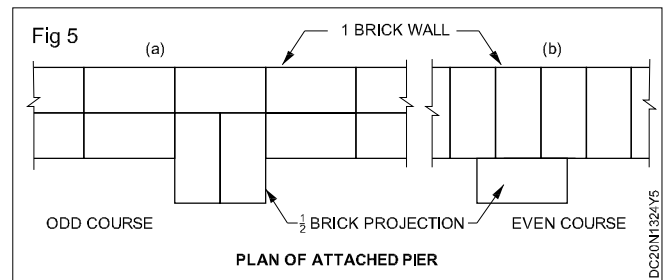 Fig 5
(a)
1 BRICK WALL
(b)
ODD COURSE
½ BRICK PROJECTION
EVEN COURSE
PLAN OF ATTACHED PIER
DC20N1324Y5